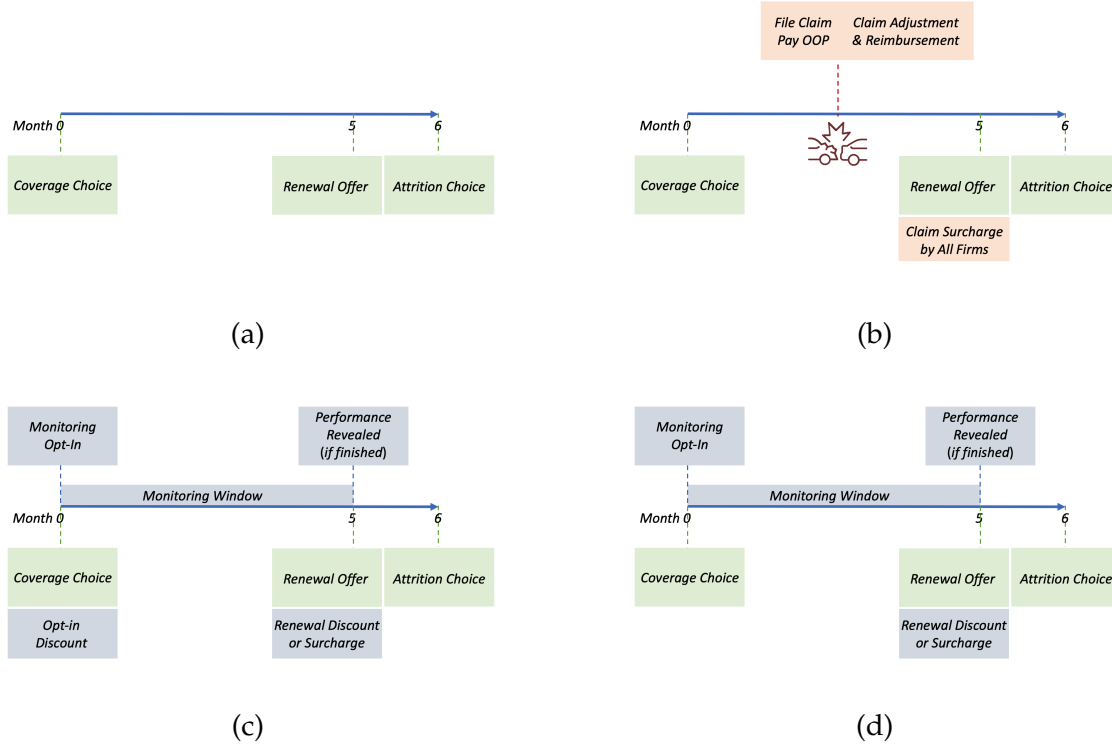 Month 0
5
6
Coverage Choice
Renewal Offer
Attrition Choice
(a)
File Claim
Pay OOP
Claim Adjustment
& Reimbursement
Month 0
5
6
Coverage Choice
Renewal Offer
Attrition Choice
Claim Surcharge
by All Firms
(b)
Monitoring
Opt-In
Performance
Revealed
(if finished)
Monitoring Window
Month 0
5
6
Coverage Choice
Renewal Offer
Attrition Choice
Opt-in
Discount
Renewal Discount
or Surcharge
(c)
Monitoring
Opt-In
Performance
Revealed
(if finished)
Monitoring Window
Month 0
5
6
Coverage Choice
Renewal Offer
Attrition Choice
Renewal Discount
or Surcharge
(d)